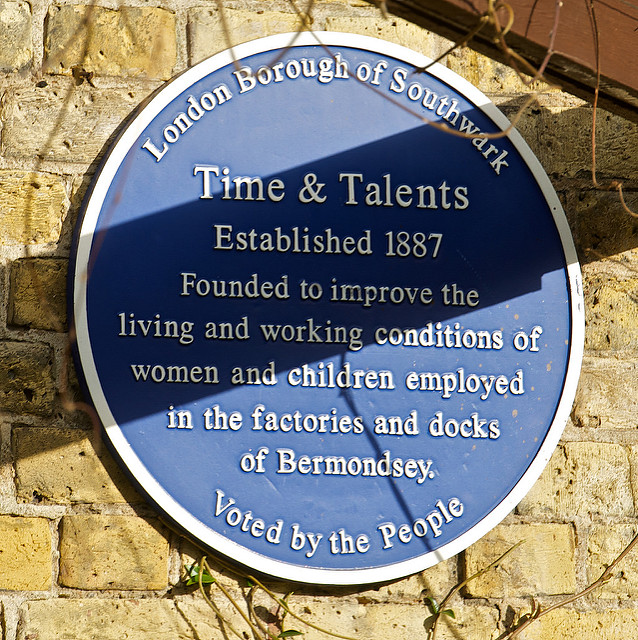 London Borough of Southwark
Time & Talents
Established 1887
Founded to improve the
living and working conditions of
women and children employed
in the factories and docks
of Bermondsey.
Voted by the People